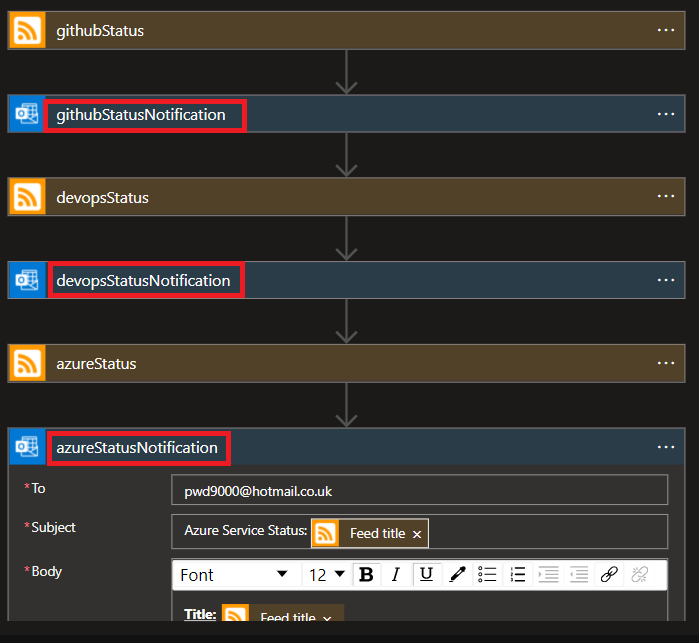 githubStatus
githubStatusNotification
devopsStatus
devopsStatusNotification
azureStatus
azureStatusNotification
*To pwd9000@hotmail.co.uk
*Subject Azure Service Status: Feed title ×
*Body Font 12 B I U
Title: Feed title ×